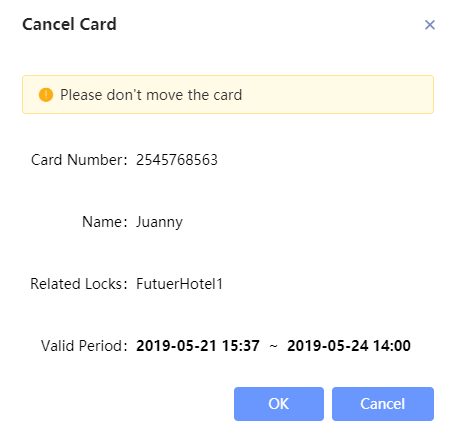 Cancel Card
Please don't move the card
Card Number: 2545768563
Name: Juanny
Related Locks: FutuerHotel1
Valid Period: 2019-05-21 15:37 ~ 2019-05-24 14:00
OK Cancel